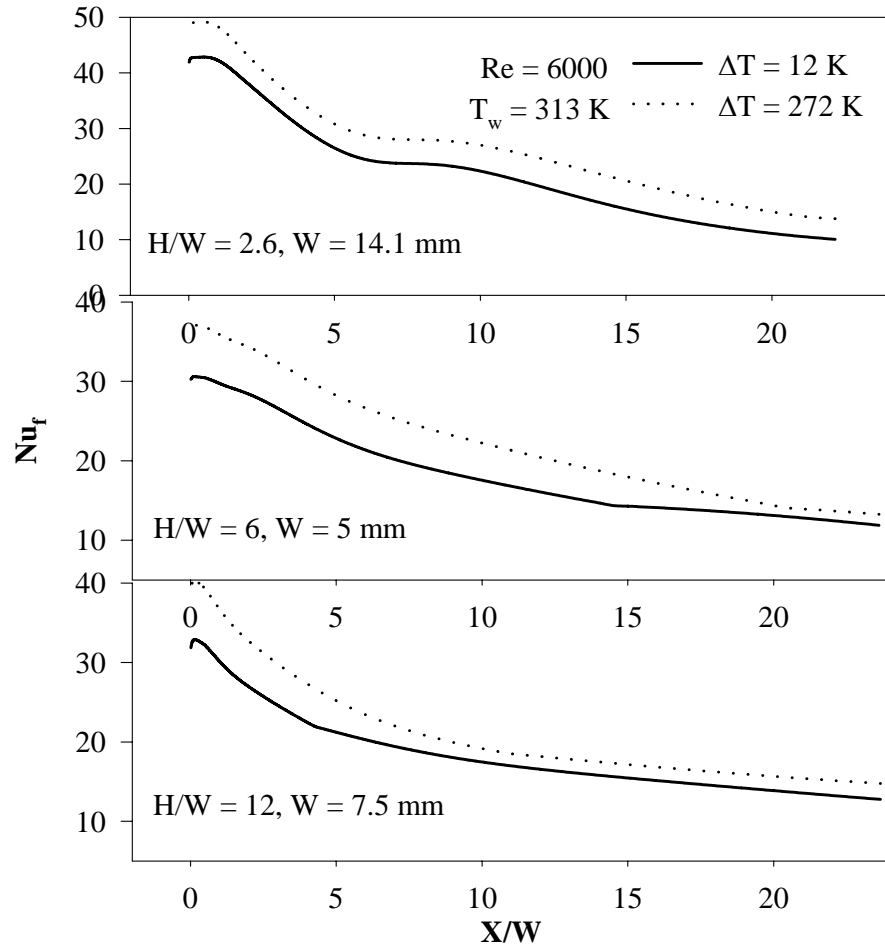 50
40
30
20
10
0
Re = 6000 ΔT = 12 K
T_w = 313 K ΔT = 272 K
H/W = 2.6, W = 14.1 mm
0 5 10 15 20
40
30
20
10
Nu_f
H/W = 6, W = 5 mm
0 5 10 15 20
40
30
20
10
H/W = 12, W = 7.5 mm
0 5 10 15 20
X/W